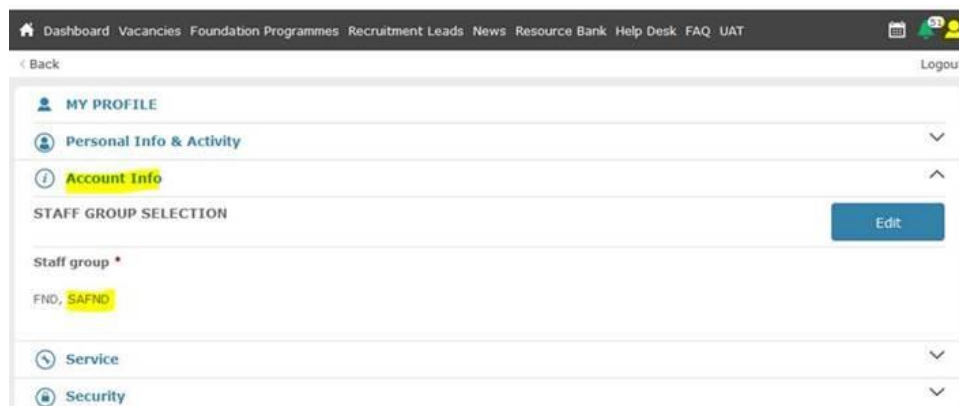 Dashboard Vacancies Foundation Programmes Recruitment Leads News Resource Bank Help Desk FAQ UAT 51
< Back Logou
MY PROFILE
Personal Info & Activity
Account Info
STAFF GROUP SELECTION Edit
Staff group *
FND, SAFND
Service
Security